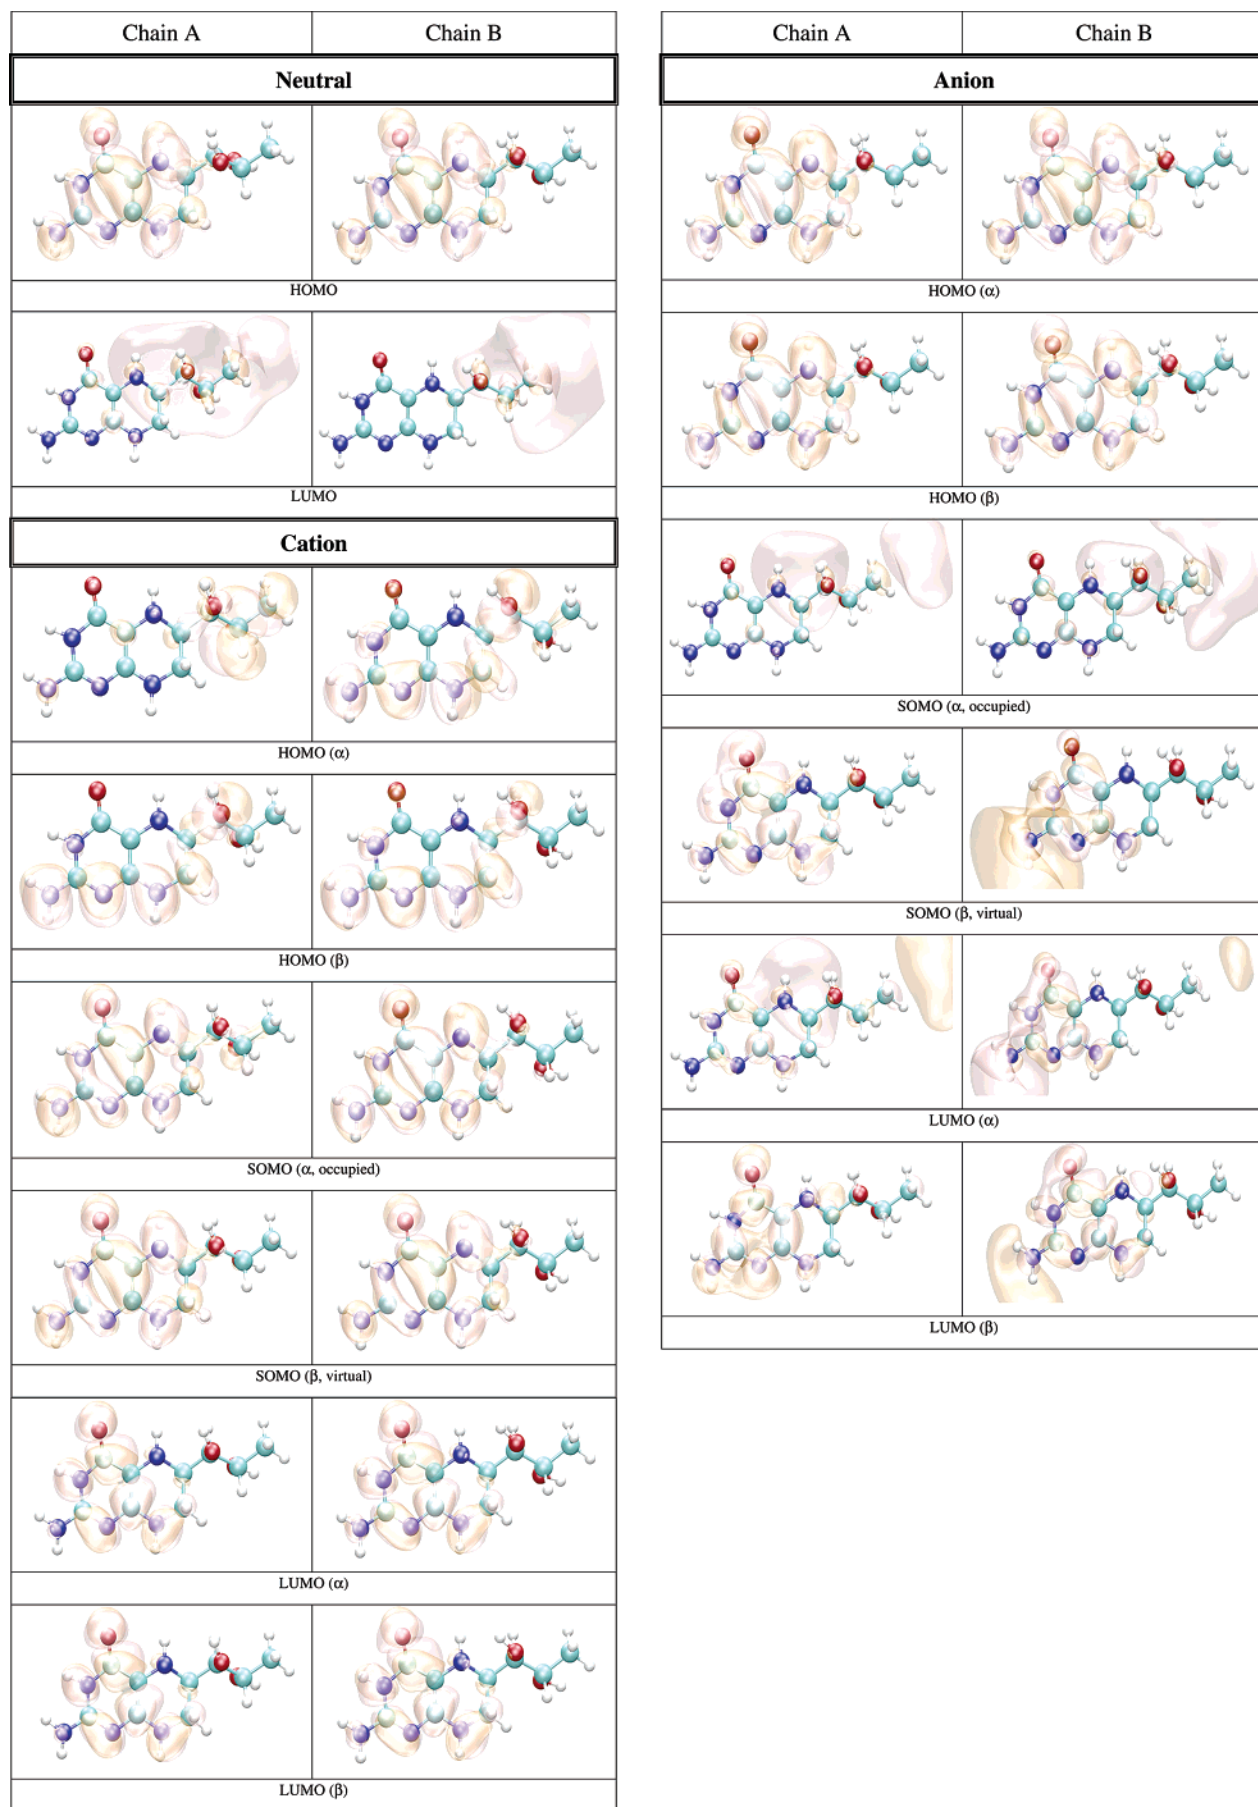 Chain A Chain B
Neutral
HOMO
LUMO
Cation
HOMO (α)
HOMO (β)
SOMO (α, occupied)
SOMO (β, virtual)
LUMO (α)
LUMO (β)
Chain A Chain B
Anion
HOMO (α)
HOMO (β)
SOMO (α, occupied)
SOMO (β, virtual)
LUMO (α)
LUMO (β)